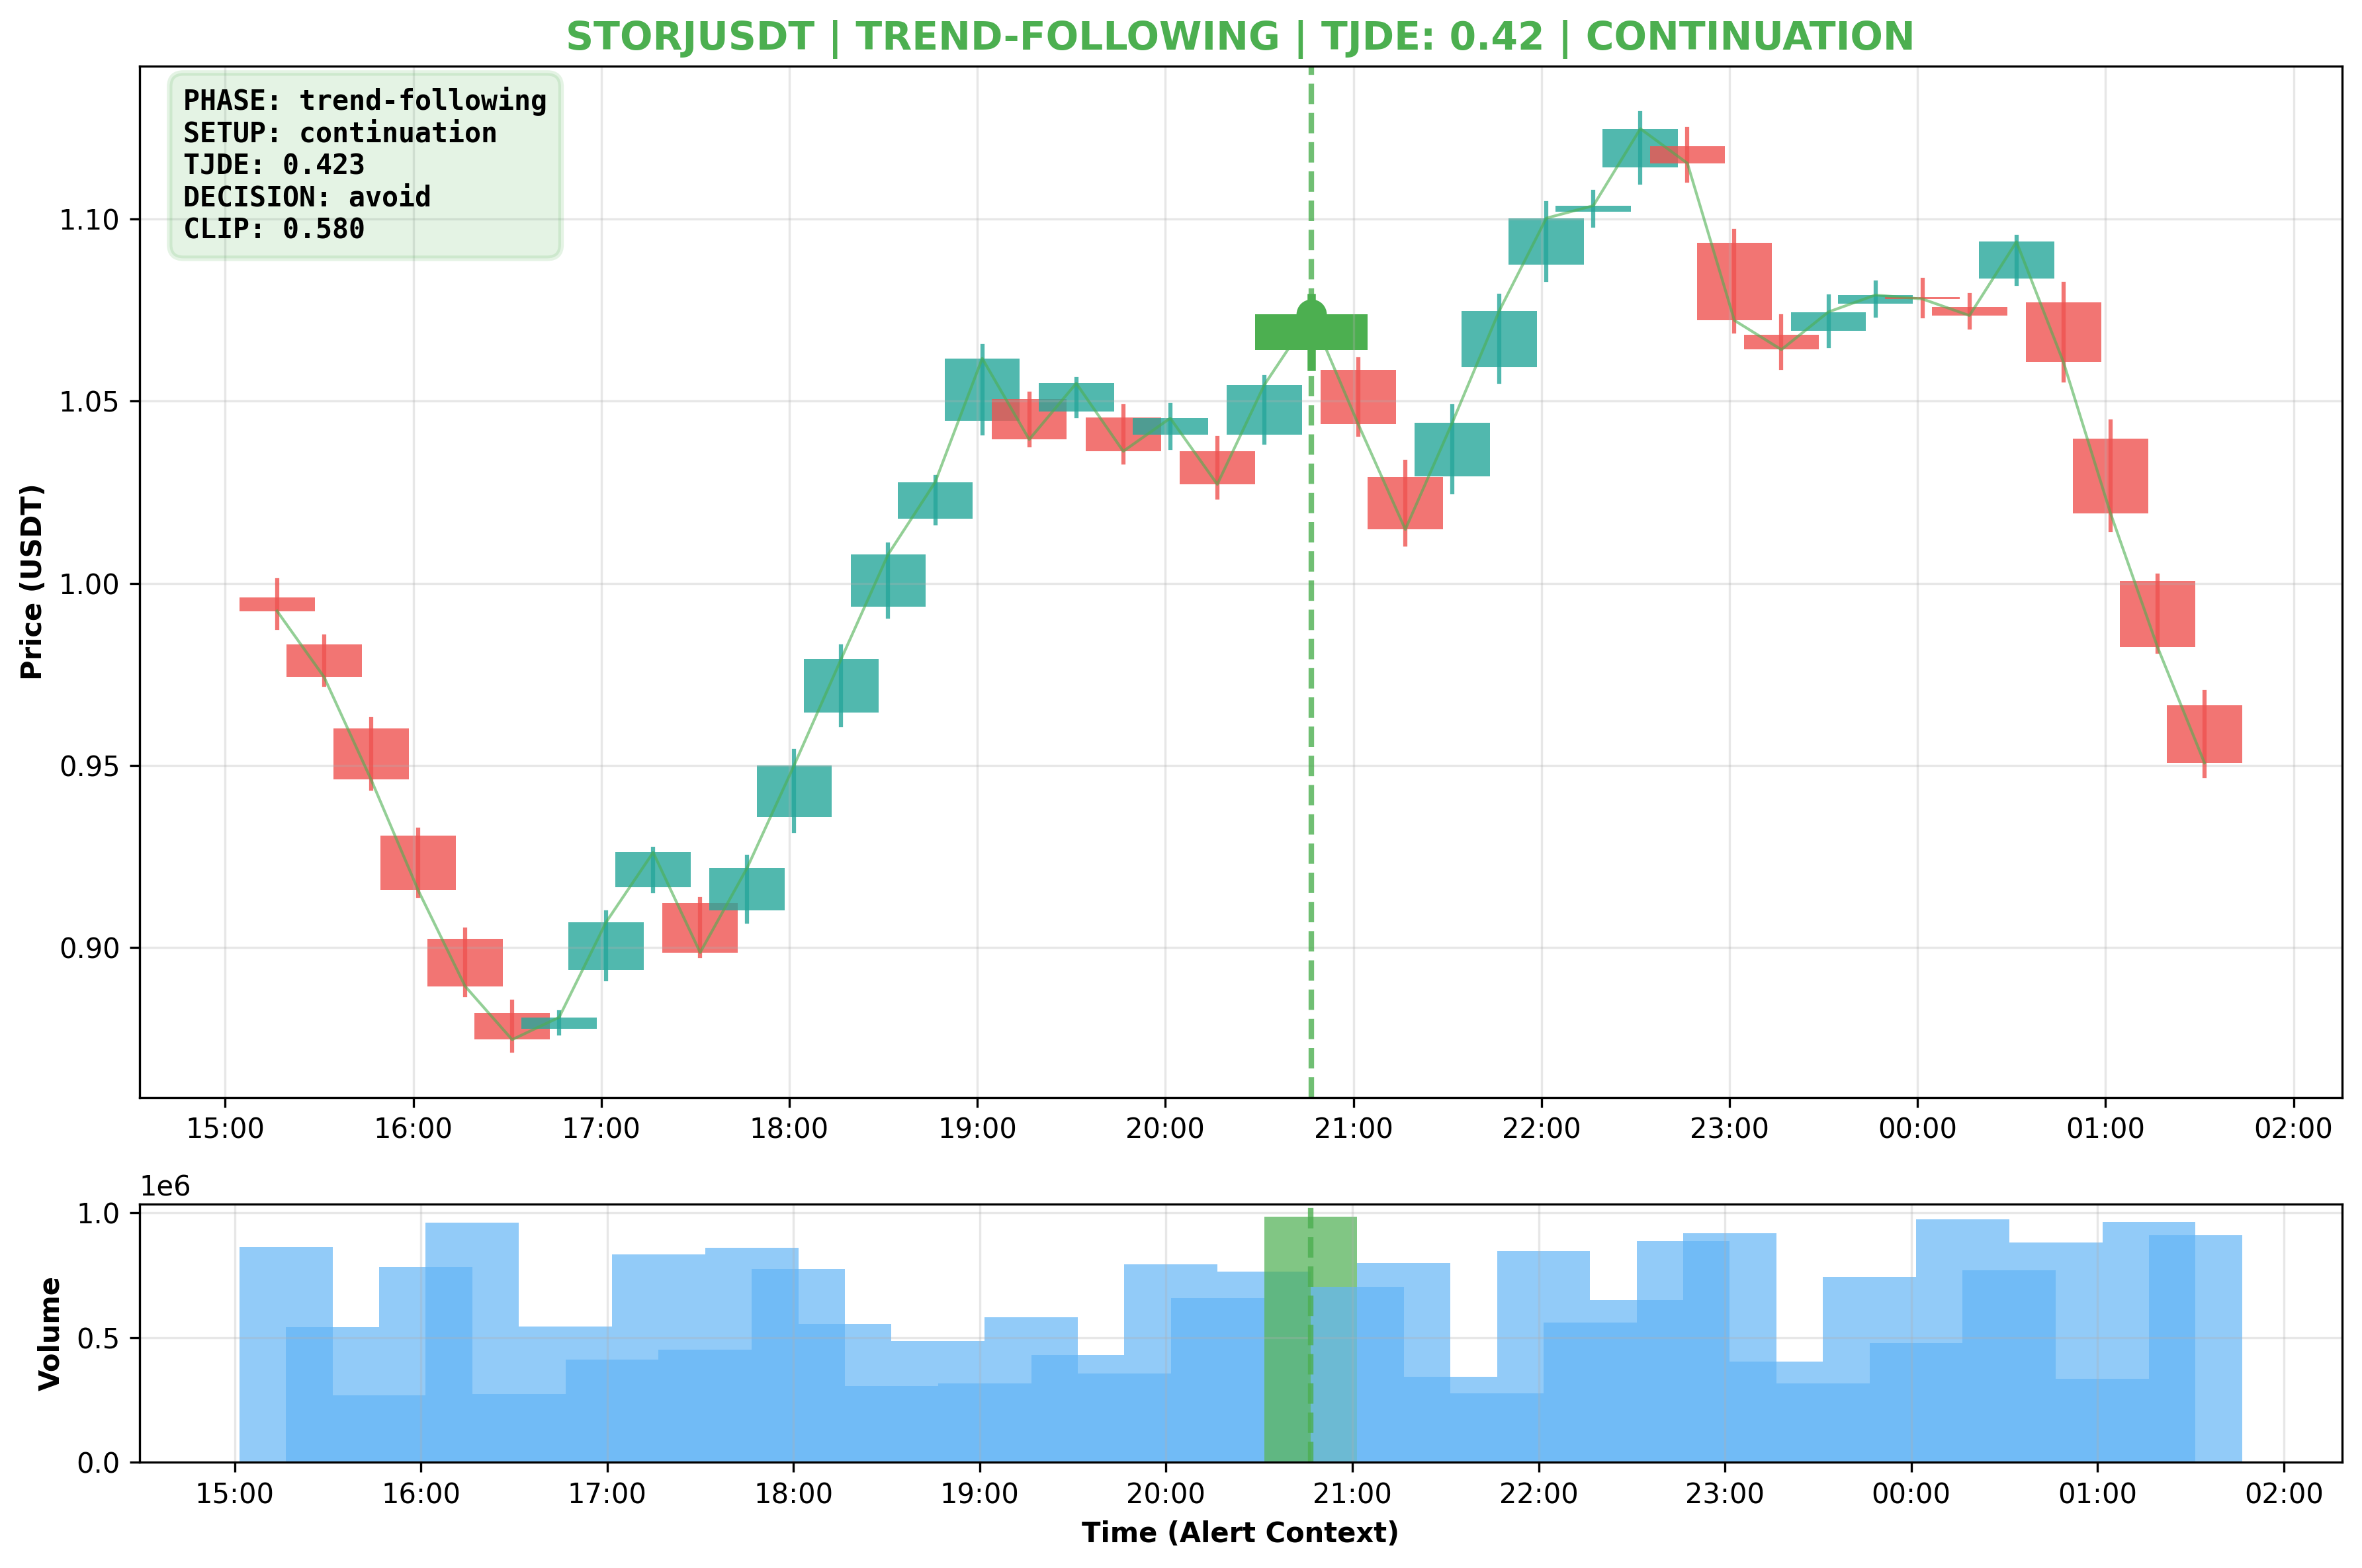 STORJUSDT | TREND-FOLLOWING | TJDE: 0.42 | CONTINUATION
PHASE: trend-following
SETUP: continuation
TJDE: 0.423
DECISION: avoid
CLIP: 0.580
Price (USDT)
1.10
1.05
1.00
0.95
0.90
15:00 16:00 17:00 18:00 19:00 20:00 21:00 22:00 23:00 00:00 01:00 02:00
1e6
Volume
1.0
0.5
0.0
15:00 16:00 17:00 18:00 19:00 20:00 21:00 22:00 23:00 00:00 01:00 02:00
Time (Alert Context)